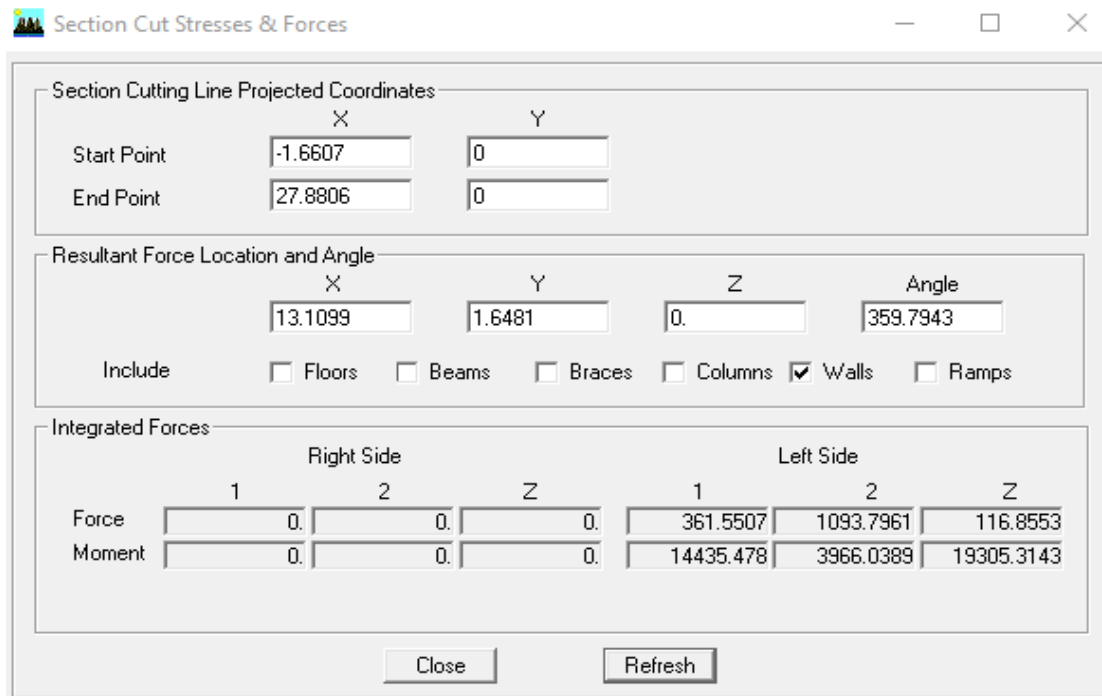 Section Cut Stresses & Forces
Section Cutting Line Projected Coordinates
X Y
Start Point -1.6607 0
End Point 27.8806 0
Resultant Force Location and Angle
X Y Z Angle
13.1099 1.6481 0. 359.7943
Include Floors Beams Braces Columns Walls Ramps
Integrated Forces
Right Side Left Side
1 2 Z 1 2 Z
Force 0. 0. 0. 361.5507 1093.7961 116.8553
Moment 0. 0. 0. 14435.478 3966.0389 19305.3143
Close Refresh